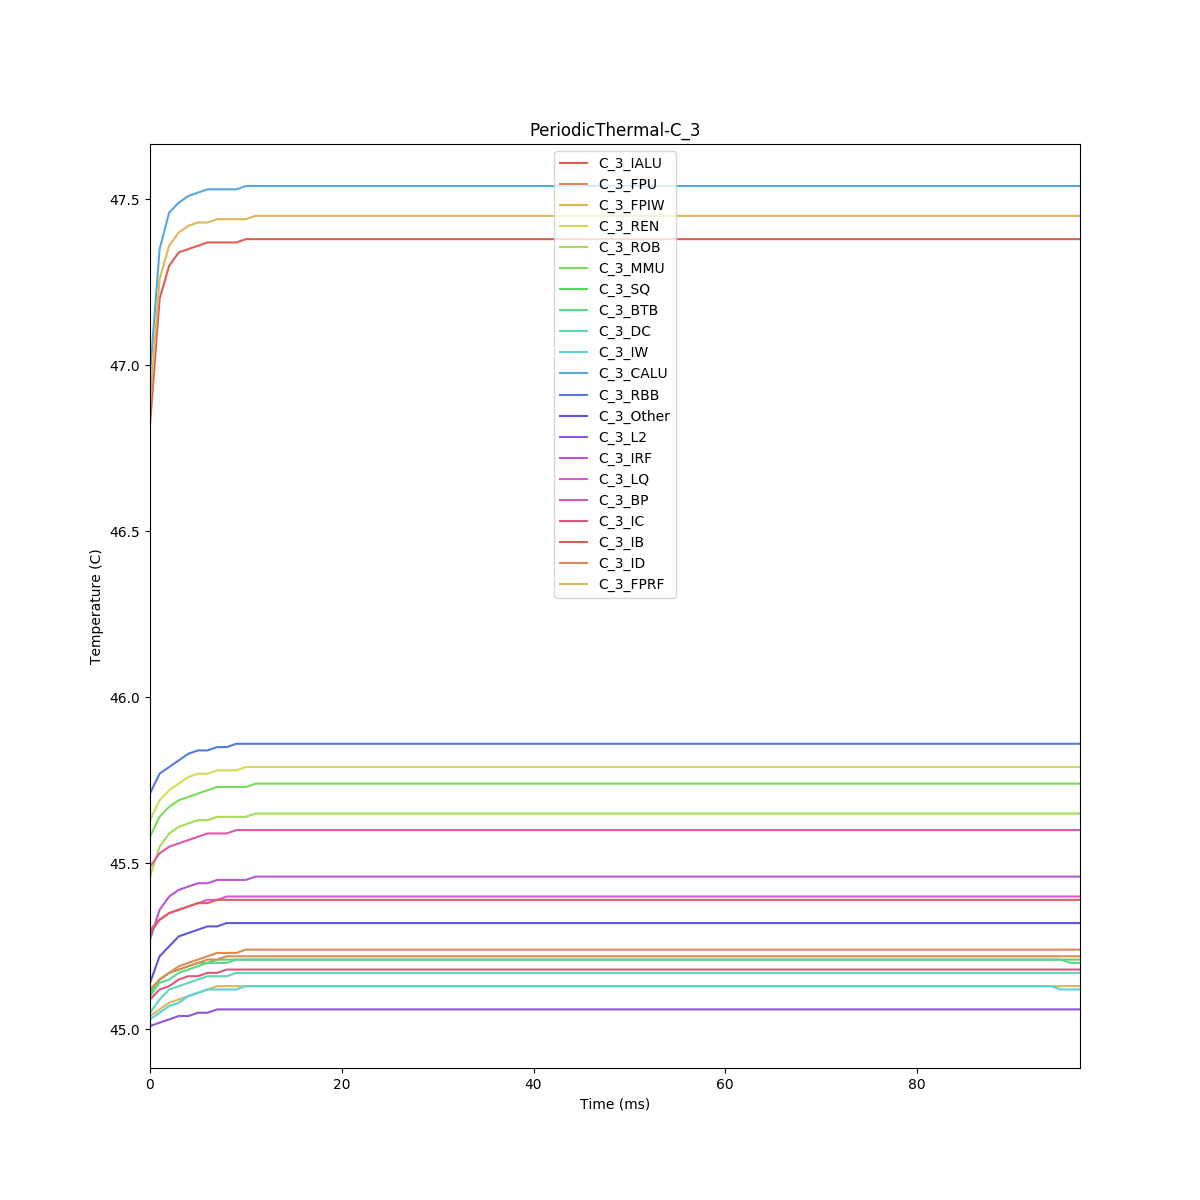 PeriodicThermal-C_3
C_3_IALU
C_3_FPU
C_3_FPIW
C_3_REN
C_3_ROB
C_3_MMU
C_3_SQ
C_3_BTB
C_3_DC
C_3_IW
C_3_CALU
C_3_RBB
C_3_Other
C_3_L2
C_3_IRF
C_3_LQ
C_3_BP
C_3_IC
C_3_IB
C_3_ID
C_3_FPRF
47.5
47.0
46.5
46.0
45.5
45.0
Temperature (C)
0 20 40 60 80
Time (ms)